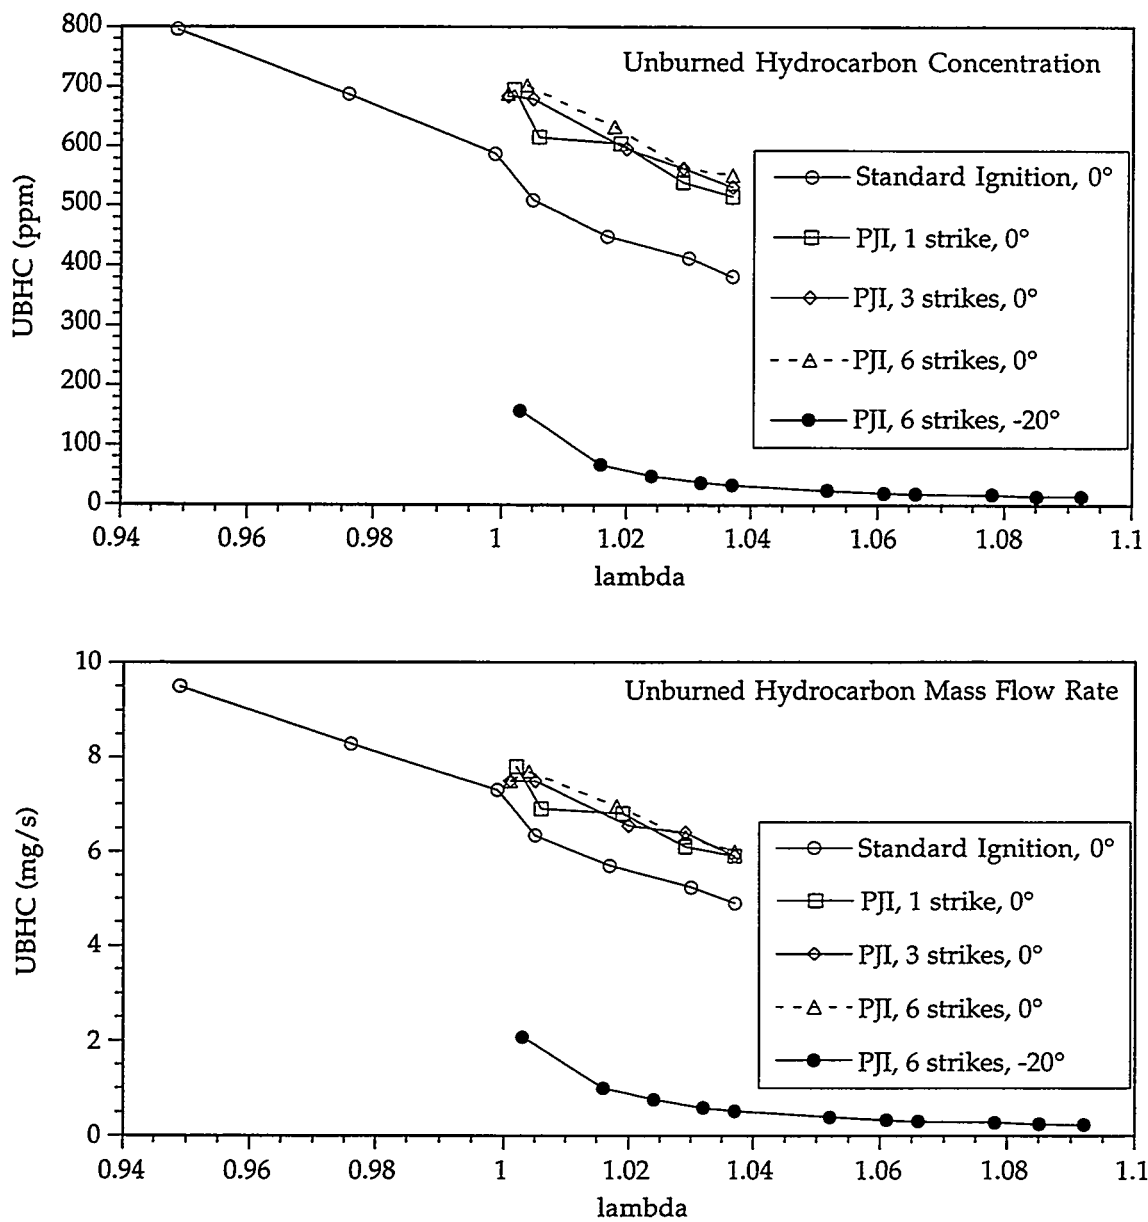 Unburned Hydrocarbon Concentration
UBHC (ppm)
800
700
600
500
400
300
200
100
0
Standard Ignition, 0°
PJI, 1 strike, 0°
PJI, 3 strikes, 0°
PJI, 6 strikes, 0°
PJI, 6 strikes, -20°
0.94 0.96 0.98 1 1.02 1.04 1.06 1.08 1.1
lambda
Unburned Hydrocarbon Mass Flow Rate
UBHC (mg/s)
10
8
6
4
2
0
Standard Ignition, 0°
PJI, 1 strike, 0°
PJI, 3 strikes, 0°
PJI, 6 strikes, 0°
PJI, 6 strikes, -20°
0.94 0.96 0.98 1 1.02 1.04 1.06 1.08 1.1
lambda